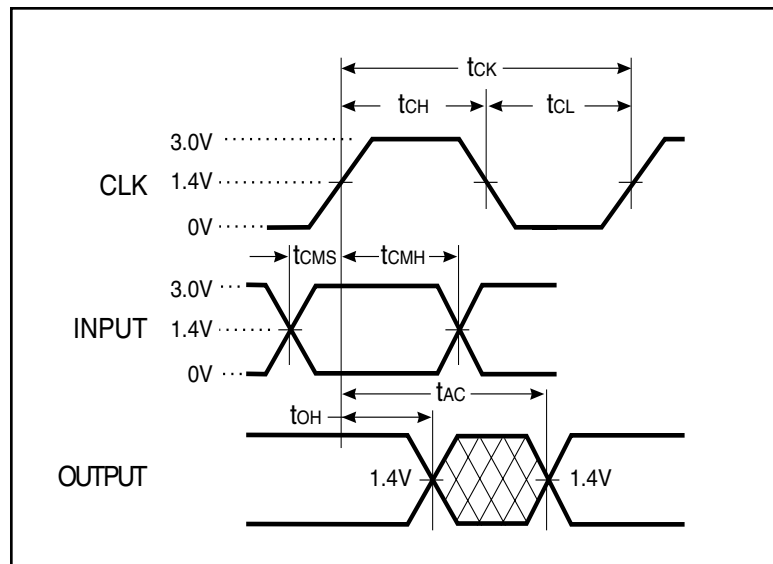 tCK
tCH tCL
3.0V
CLK 1.4V
0V
tCMS tCMH
3.0V
INPUT 1.4V
0V
tAC
tOH
OUTPUT 1.4V 1.4V